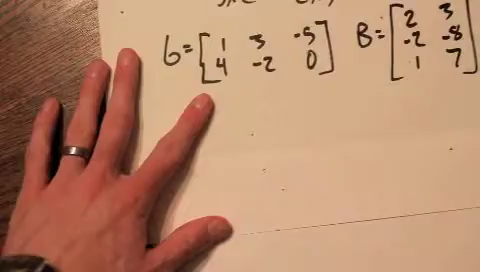 6 = [ 1 3 -5 B = [ 2 3
4 -2 0 ] -2 -8
1 7 ]